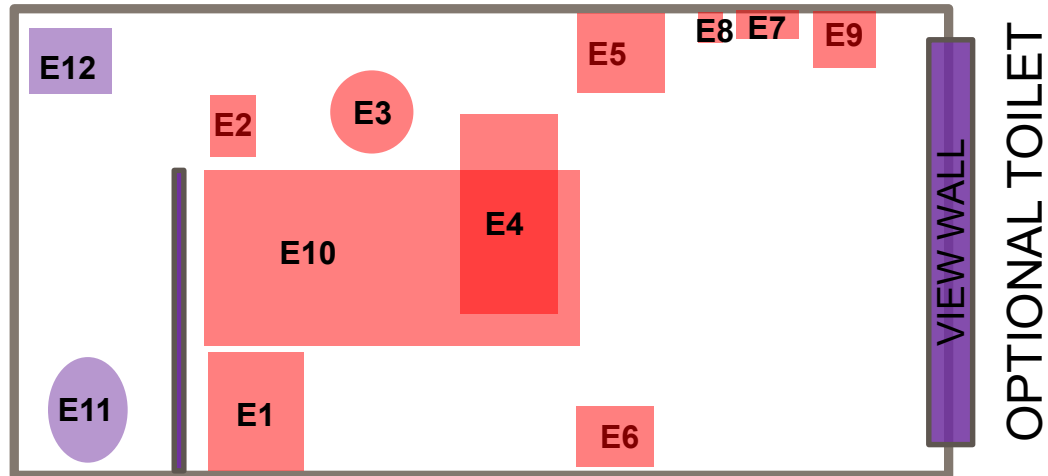 E8
E7
E9
E5
E12
E3
E2
E4
E10
E11
E1
E6
VIEW WALL
OPTIONAL TOILET